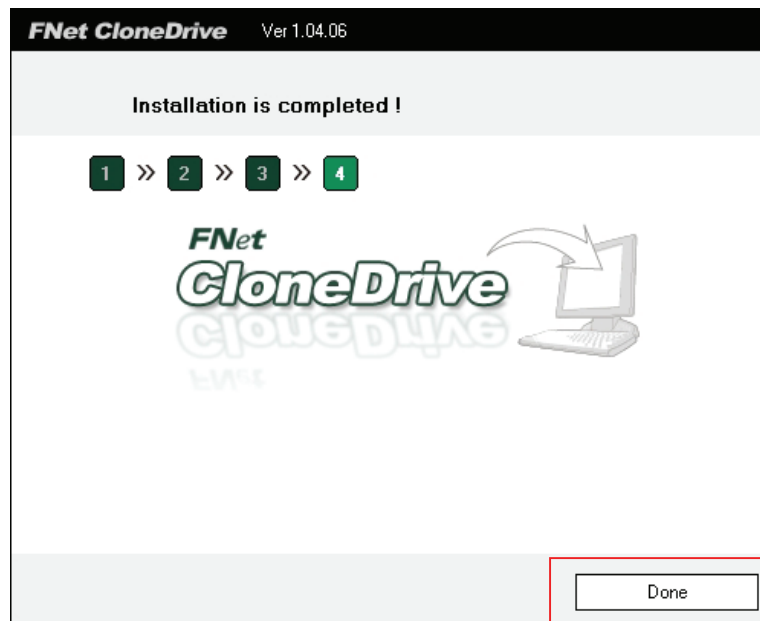 FNet CloneDrive Ver 1.04.06
Installation is completed !
1 » 2 » 3 » 4
FNet
CloneDrive
Done